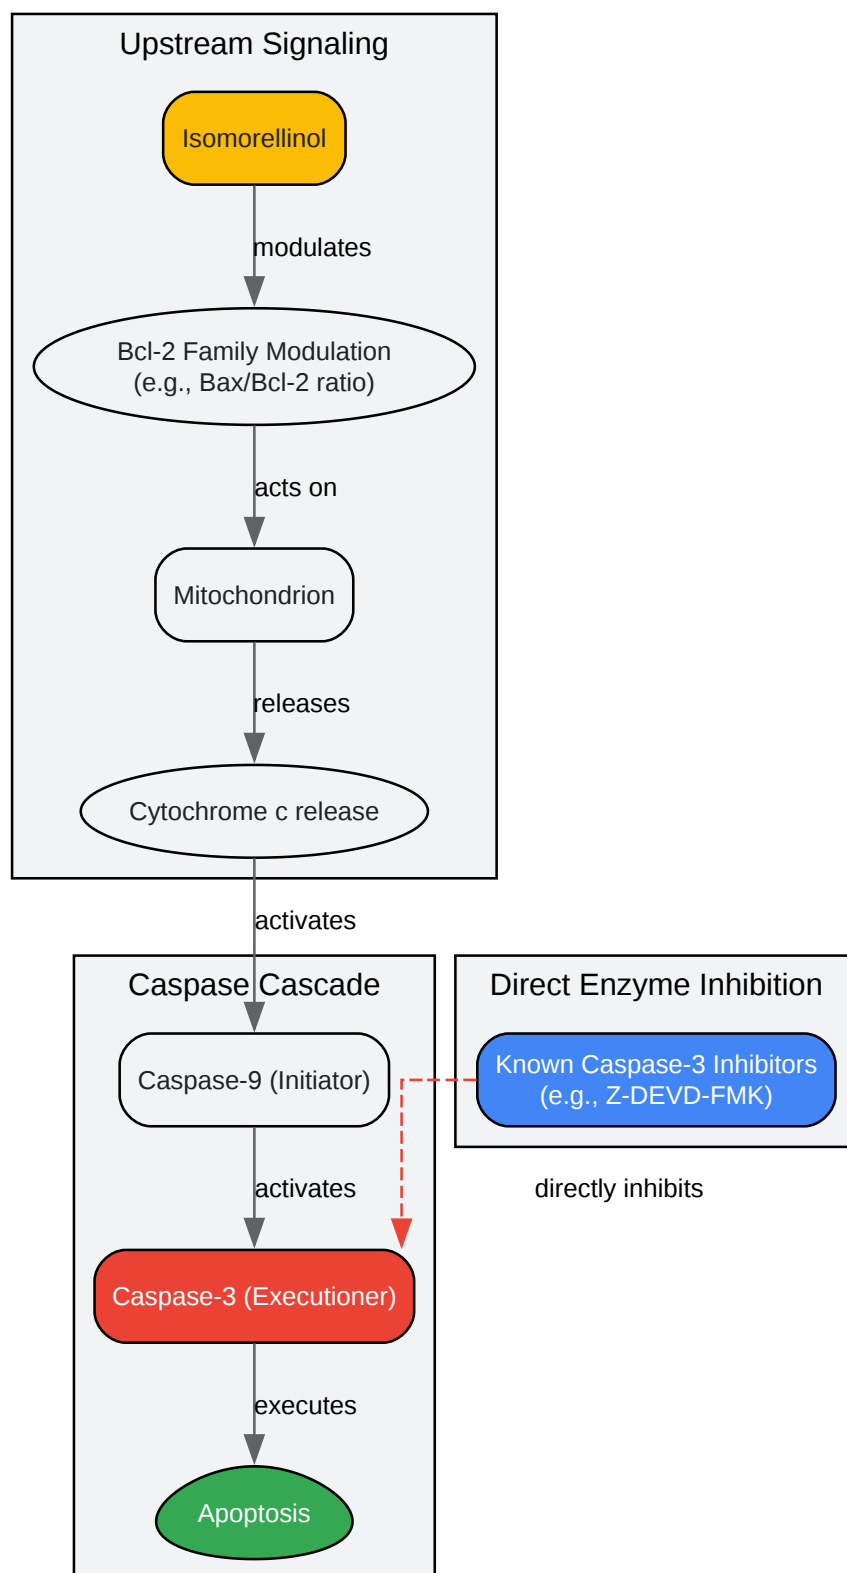 Upstream Signaling
Isomorellinol
modulates
Bcl-2 Family Modulation
(e.g., Bax/Bcl-2 ratio)
acts on
Mitochondrion
releases
Cytochrome c release
activates
Caspase Cascade
Direct Enzyme Inhibition
Caspase-9 (Initiator)
Known Caspase-3 Inhibitors
(e.g., Z-DEVD-FMK)
activates
directly inhibits
Caspase-3 (Executioner)
executes
Apoptosis